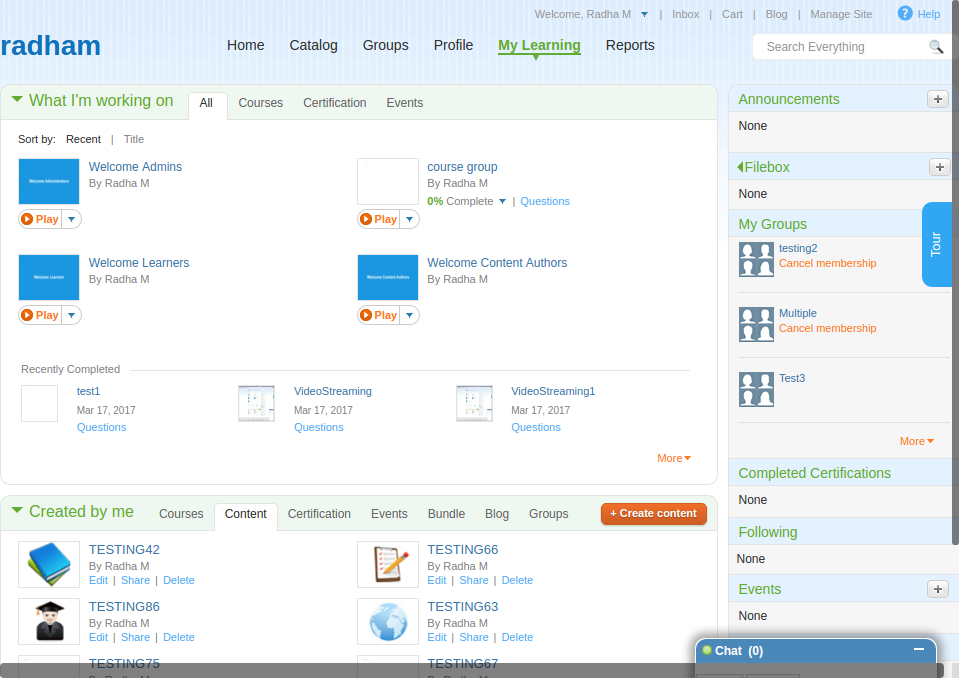 Welcome, Radha M | Inbox | Cart | Blog | Manage Site ? Help
radham
Home Catalog Groups Profile My Learning Reports
Search Everything
What I'm working on All Courses Certification Events
Sort by: Recent | Title
Welcome Administrators
Welcome Admins
By Radha M
Play
course group
By Radha M
0% Complete | Questions
Play
Welcome Learners
Welcome Learners
By Radha M
Play
Welcome Content Authors
Welcome Content Authors
By Radha M
Play
Recently Completed
test1
Mar 17, 2017
Questions
VideoStreaming
Mar 17, 2017
Questions
VideoStreaming1
Mar 17, 2017
Questions
More
Created by me Courses Content Certification Events Bundle Blog Groups + Create content
TESTING42
By Radha M
Edit | Share | Delete
TESTING66
By Radha M
Edit | Share | Delete
TESTING86
By Radha M
Edit | Share | Delete
TESTING63
By Radha M
Edit | Share | Delete
TESTING75
By Radha M
TESTING67
By Radha M
Announcements +
None
Filebox +
None
My Groups
testing2
Cancel membership
Tour
Multiple
Cancel membership
Test3
More
Completed Certifications
None
Following
None
Events +
None
Chat (0)